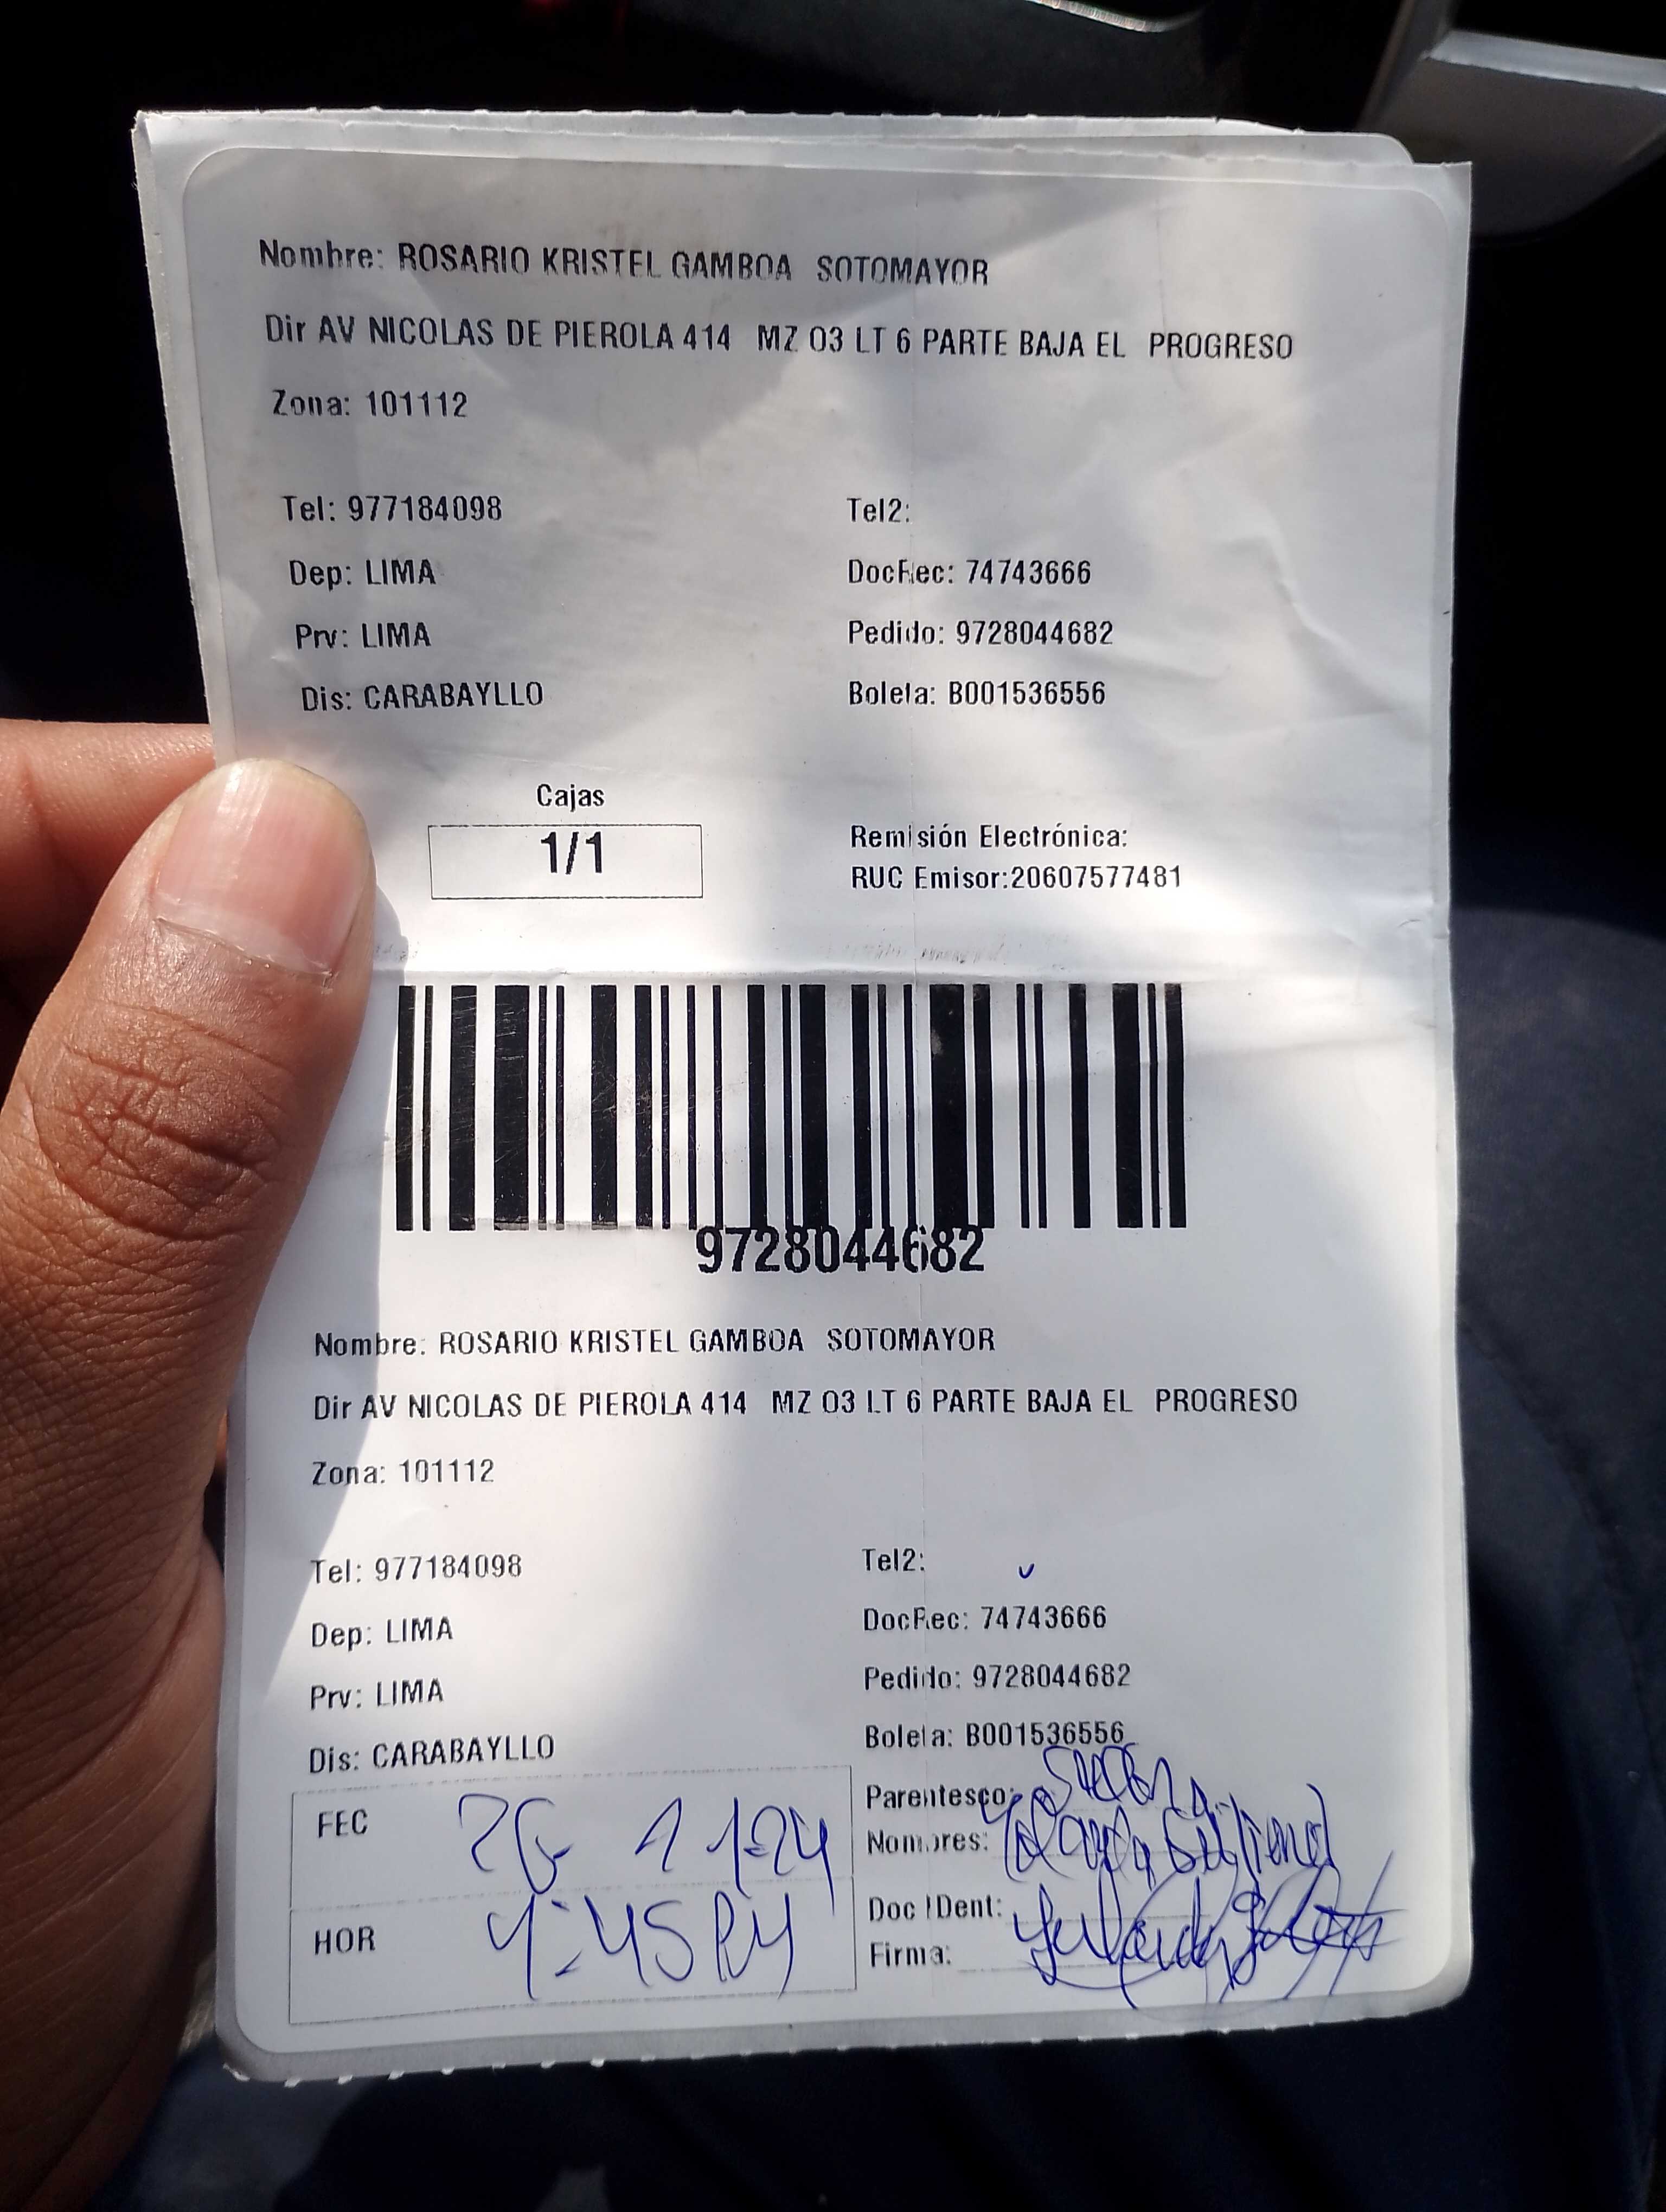 Nombre: ROSARIO KRISTEL GAMBOA SOTOMAYOR
Dir AV NICOLAS DE PIEROLA 414 MZ O3 LT 6 PARTE BAJA EL PROGRESO
Zona: 101112
Tel: 977184098 Tel2:
Dep: LIMA DocRec: 74743666
Prv: LIMA Pedido: 9728044682
Dis: CARABAYLLO Boleta: B001536556
Cajas
1/1
Remisión Electrónica:
RUC Emisor:20607577481
9728044682
Nombre: ROSARIO KRISTEL GAMBOA SOTOMAYOR
Dir AV NICOLAS DE PIEROLA 414 MZ O3 LT 6 PARTE BAJA EL PROGRESO
Zona: 101112
Tel: 977184098 Tel2:
Dep: LIMA DocRec: 74743666
Prv: LIMA Pedido: 9728044682
Dis: CARABAYLLO Boleta: B001536556
Parentesco:
FEC
Nombres: Yolanda
Doc IDent:
HOR :45 PM
Firma: